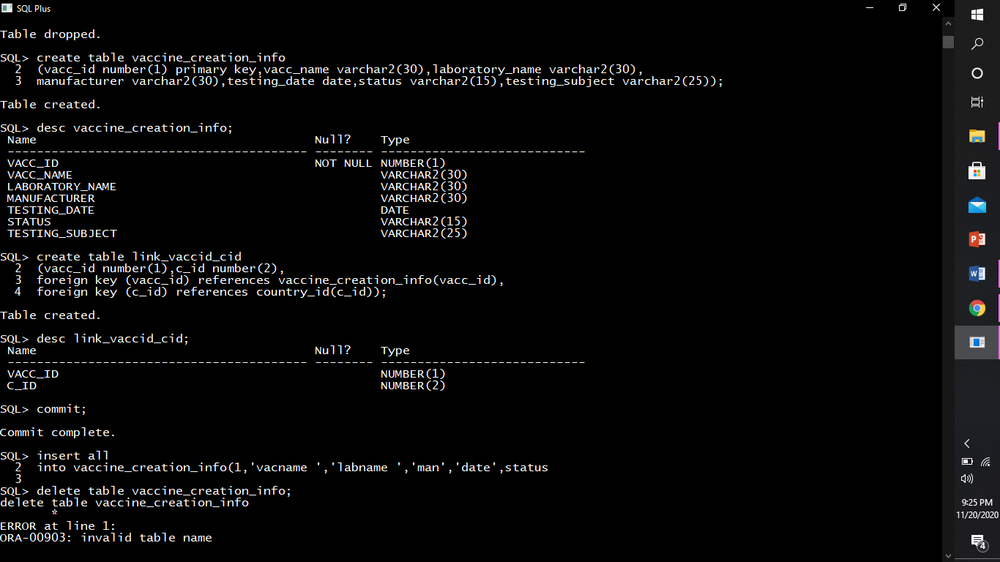 SQL Plus
Table dropped.
SQL> create table vaccine_creation_info
2 (vacc_id number(1) primary key,vacc_name varchar2(30),laboratory_name varchar2(30),
3 manufacturer varchar2(30),testing_date date,status varchar2(15),testing_subject varchar2(25));
Table created.
SQL> desc vaccine_creation_info;
Name Null? Type
----------------------------------------- -------- ----------------------------
VACC_ID NOT NULL NUMBER(1)
VACC_NAME VARCHAR2(30)
LABORATORY_NAME VARCHAR2(30)
MANUFACTURER VARCHAR2(30)
TESTING_DATE DATE
STATUS VARCHAR2(15)
TESTING_SUBJECT VARCHAR2(25)
SQL> create table link_vaccid_cid
2 (vacc_id number(1),c_id number(2),
3 foreign key (vacc_id) references vaccine_creation_info(vacc_id),
4 foreign key (c_id) references country_id(c_id));
Table created.
SQL> desc link_vaccid_cid;
Name Null? Type
----------------------------------------- -------- ----------------------------
VACC_ID NUMBER(1)
C_ID NUMBER(2)
SQL> commit;
Commit complete.
SQL> insert all
2 into vaccine_creation_info(1,'vacname ','labname ','man','date',status
3
SQL> delete table vaccine_creation_info;
delete table vaccine_creation_info
*
ERROR at line 1:
ORA-00903: invalid table name
P
W
9:25 PM
11/20/2020
4